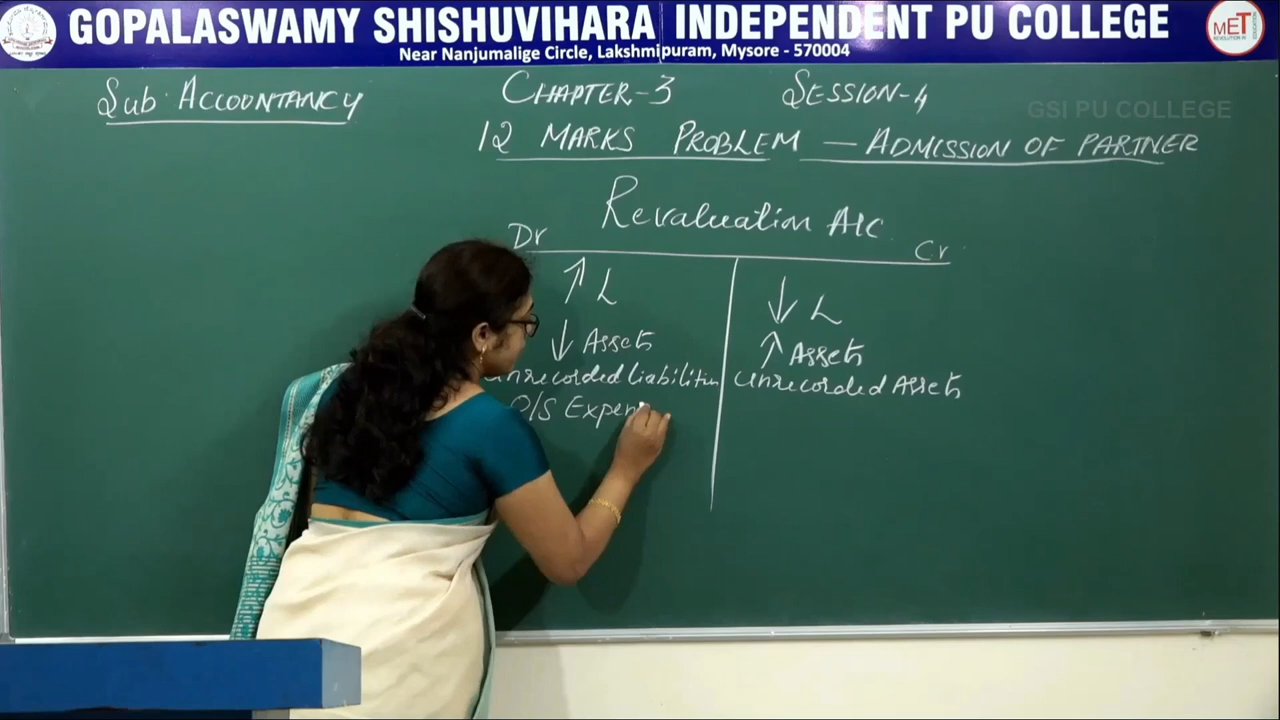 GOPALASWAMY SHISHUVIHARA INDEPENDENT PU COLLEGE
Near Nanjumalige Circle, Lakshmipuram, Mysore - 570004
MET
Sub: ACCOUNTANCY CHAPTER-3 SESSION-4
GSI PU COLLEGE
12 MARKS PROBLEM — ADMISSION OF PARTNER
Revaluation A/c
Dr Cr
↑ L ↓ L
↓ Assets ↑ Assets
unrecorded liabilities unrecorded Assets
O/S Expen